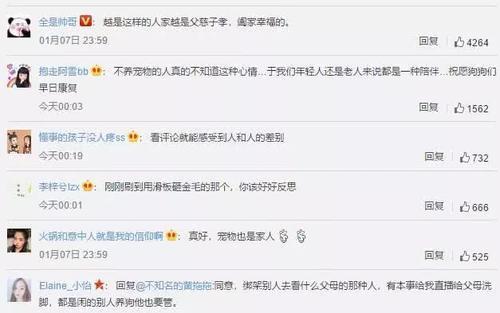 全是帅哥 V：越是这样的人家越是父慈子孝，阖家幸福的。
01月07日 23:59 回复 4264
抱走阿雪bb：不养宠物的人真的不知道这种心情…于我们年轻人还是老人来说都是一种陪伴…祝愿狗狗们
早日康复
今天00:03 回复 1562
懂事的孩子没人疼ss：看评论就能感受到人和人的差别
今天00:19 回复 732
李梓兮lzx：刚刚刷到用滑板砸金毛的那个，你该好好反思
今天00:01 回复 666
火锅和意中人就是我的信仰啊：真好，宠物也是家人
01月07日 23:59 回复 525
Elaine_小怡：回复@不知名的黄拖拖:同意，绑架别人去看什么父母的那种人，有本事给我直播给父母洗
脚，都是闲的别人养狗他也要管。